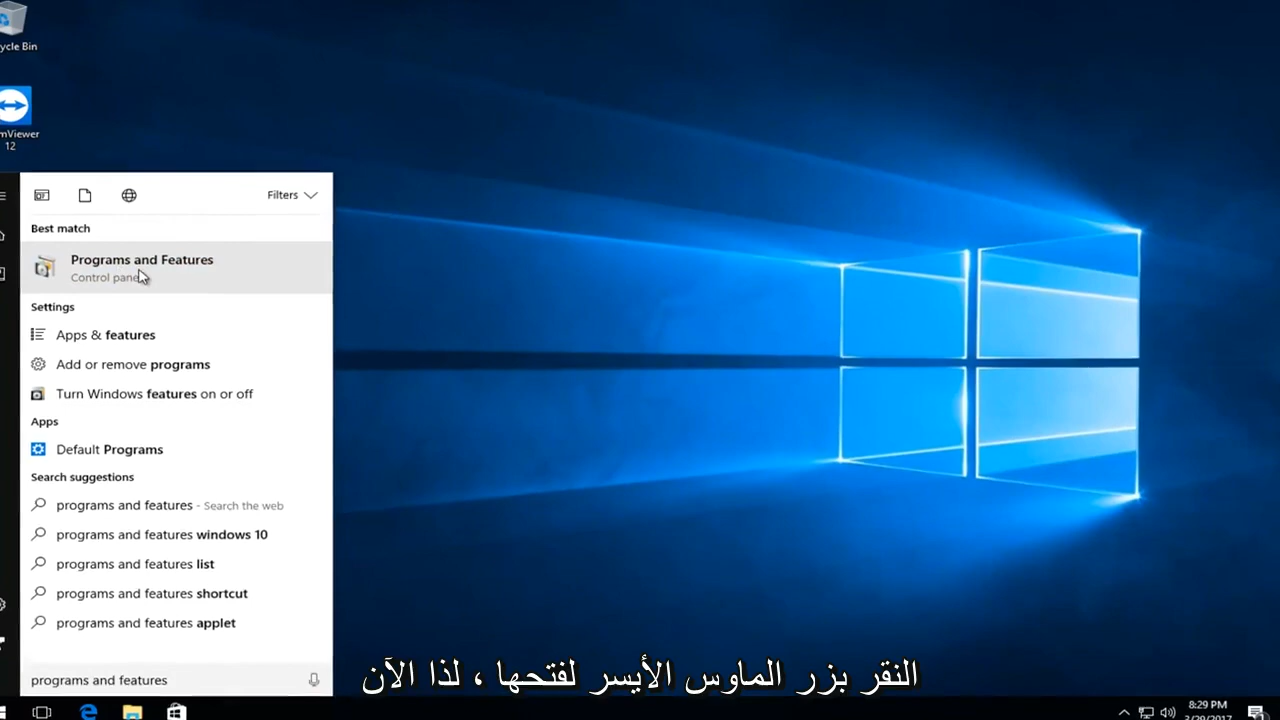 ycle Bin
mViewer
12
Filters
Best match
Programs and Features
Control pane
Settings
Apps & features
Add or remove programs
Turn Windows features on or off
Apps
Default Programs
Search suggestions
programs and features - Search the web
programs and features windows 10
programs and features list
programs and features shortcut
programs and features applet
programs and features
النقر بزر الماوس الأيسر لفتحها ، لذا الآن
8:29 PM
3/29/2017